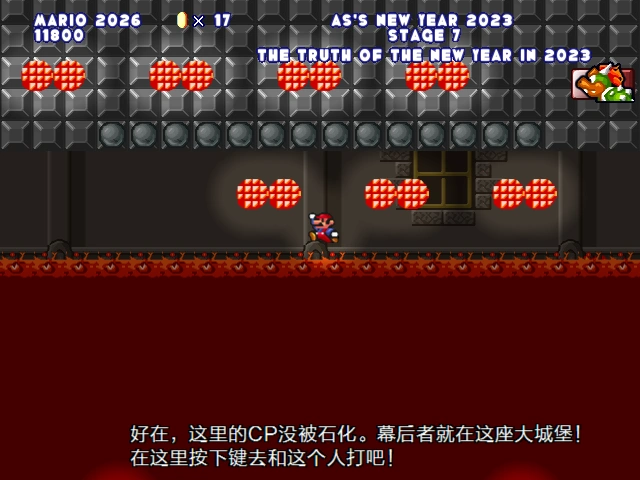 MARIO 2026 × 17 AS'S NEW YEAR 2023
11800 STAGE 7
THE TRUTH OF THE NEW YEAR IN 2023
好在，这里的CP没被石化。幕后者就在这座大城堡！
在这里按下键去和这个人打吧！